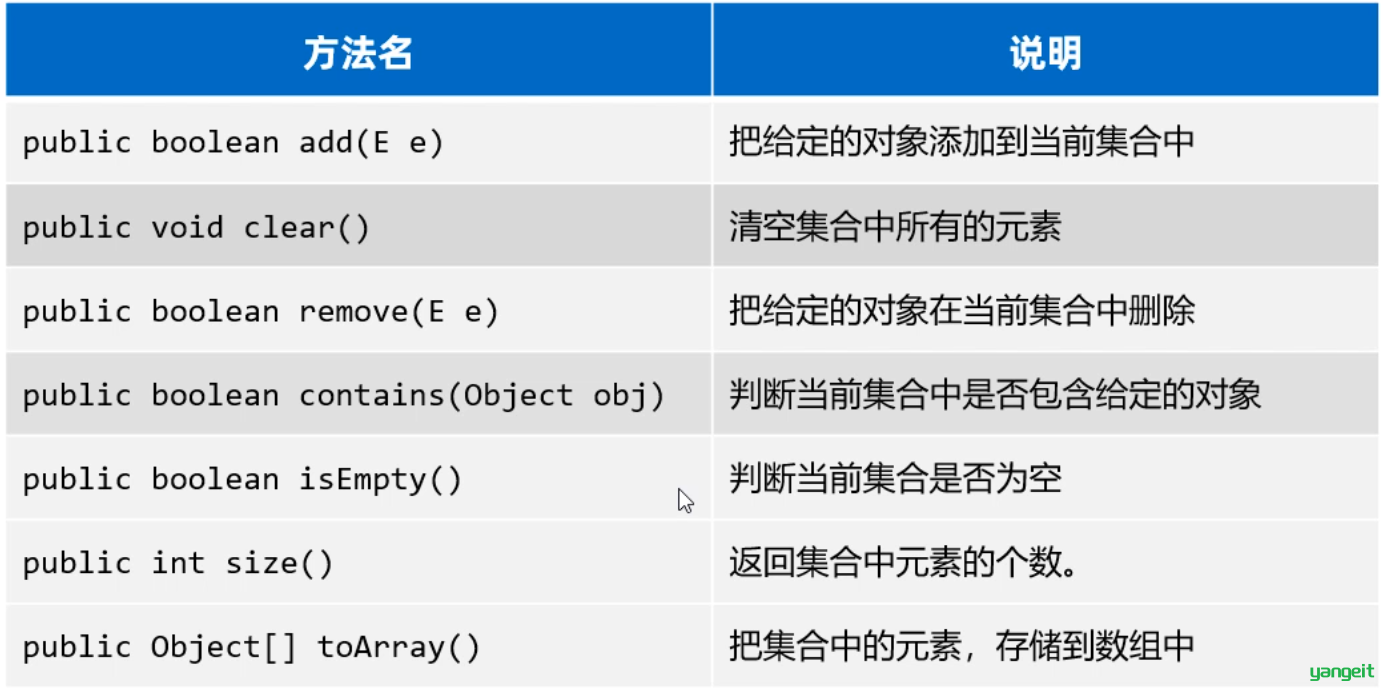 方法名 说明
public boolean add(E e) 把给定的对象添加到当前集合中
public void clear() 清空集合中所有的元素
public boolean remove(E e) 把给定的对象在当前集合中删除
public boolean contains(Object obj) 判断当前集合中是否包含给定的对象
public boolean isEmpty() 判断当前集合是否为空
public int size() 返回集合中元素的个数。
public Object[] toArray() 把集合中的元素，存储到数组中
yangeit